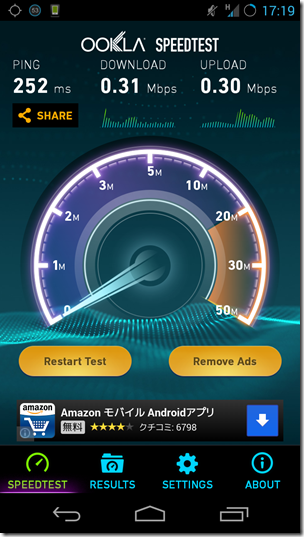 53 H 17:19
OOKLA SPEEDTEST
PING DOWNLOAD UPLOAD
252 ms 0.31 Mbps 0.30 Mbps
SHARE
5M
3M 10M
2M 20M
1M 30M
0 50M
Restart Test Remove Ads
amazon
Amazon モバイル Androidアプリ
無料 クチコミ: 6798
SPEEDTEST RESULTS SETTINGS ABOUT